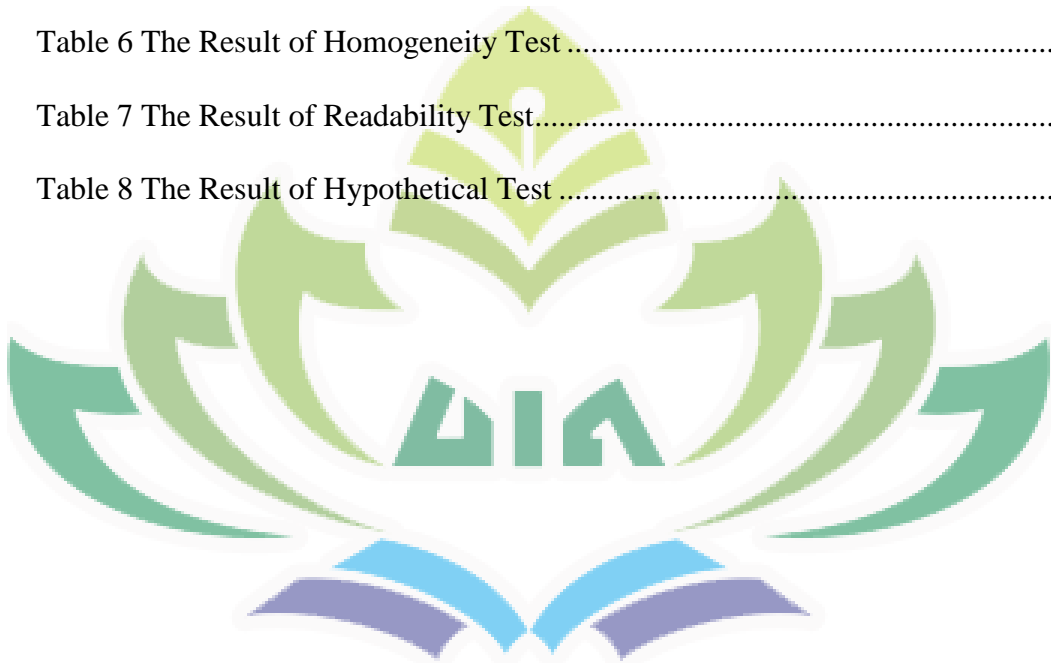 Table 6 The Result of Homogeneity Test ......................................................................
Table 7 The Result of Readability Test...........................................................................
Table 8 The Result of Hypothetical Test ......................................................................
UIN